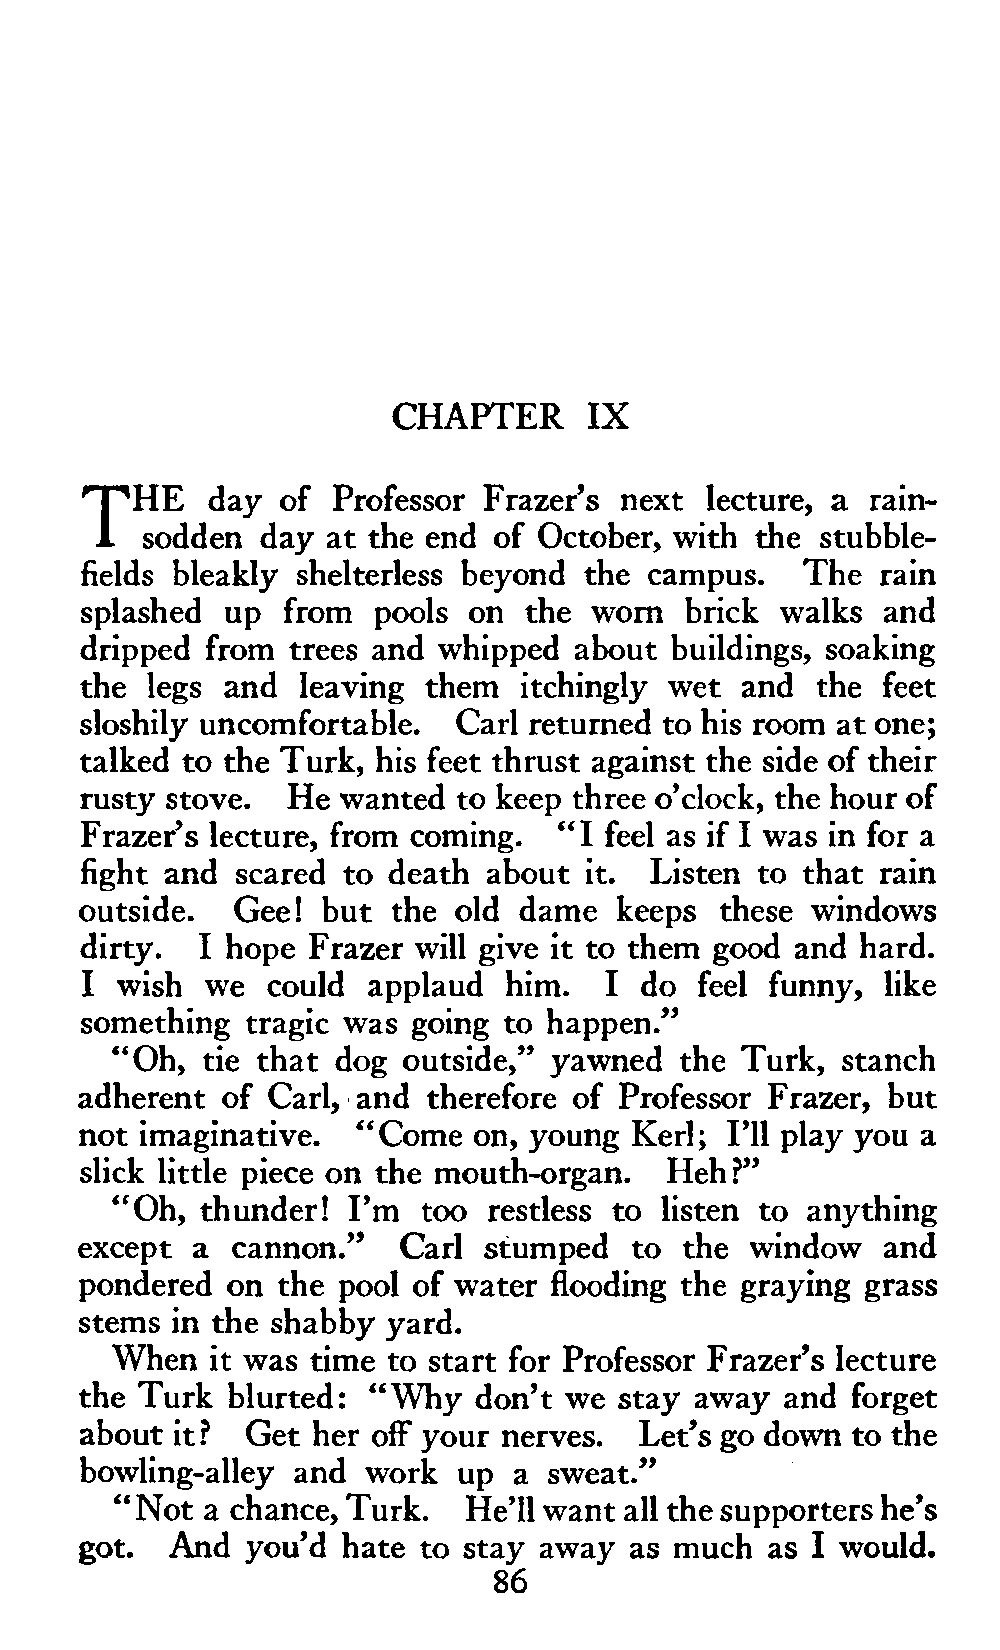 CHAPTER IX
THE day of Professor Frazer's next lecture, a rain-
sodden day at the end of October, with the stubble-
fields bleakly shelterless beyond the campus. The rain
splashed up from pools on the worn brick walks and
dripped from trees and whipped about buildings, soaking
the legs and leaving them itchingly wet and the feet
sloshily uncomfortable. Carl returned to his room at one;
talked to the Turk, his feet thrust against the side of their
rusty stove. He wanted to keep three o'clock, the hour of
Frazer's lecture, from coming. "I feel as if I was in for a
fight and scared to death about it. Listen to that rain
outside. Gee! but the old dame keeps these windows
dirty. I hope Frazer will give it to them good and hard.
I wish we could applaud him. I do feel funny, like
something tragic was going to happen."
"Oh, tie that dog outside," yawned the Turk, stanch
adherent of Carl, and therefore of Professor Frazer, but
not imaginative. "Come on, young Kerl; I'll play you a
slick little piece on the mouth-organ. Heh?"
"Oh, thunder! I'm too restless to listen to anything
except a cannon." Carl stumped to the window and
pondered on the pool of water flooding the graying grass
stems in the shabby yard.
When it was time to start for Professor Frazer's lecture
the Turk blurted: "Why don't we stay away and forget
about it? Get her off your nerves. Let's go down to the
bowling-alley and work up a sweat."
"Not a chance, Turk. He'll want all the supporters he's
got. And you'd hate to stay away as much as I would.
86